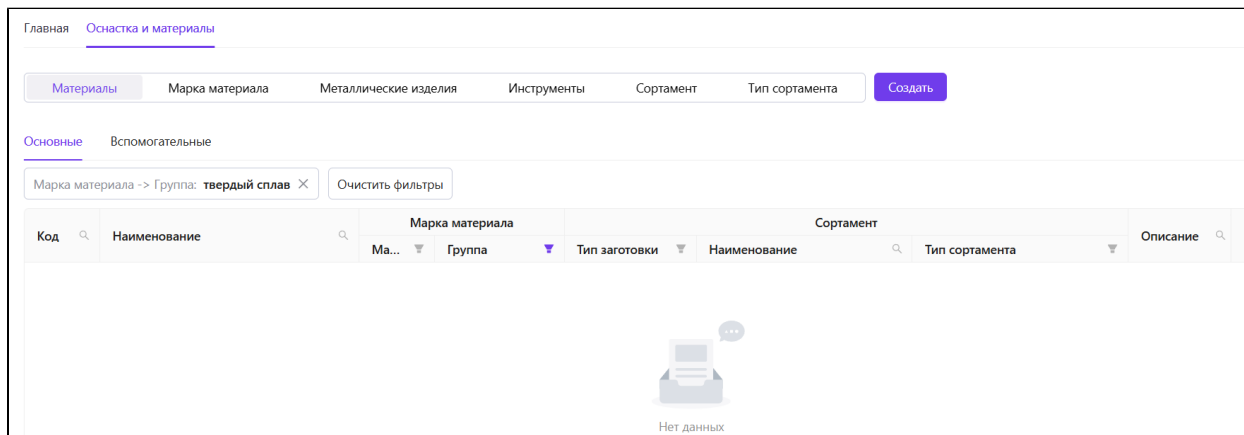 Главная Оснастка и материалы
Материалы Марка материала Металлические изделия Инструменты Сортамент Тип сортамента Создать
Основные Вспомогательные
Марка материала -> Группа: твердый сплав Очистить фильтры
Марка материала Сортамент
Код Наименование Описание
Ма... Группа Тип заготовки Наименование Тип сортамента
Нет данных